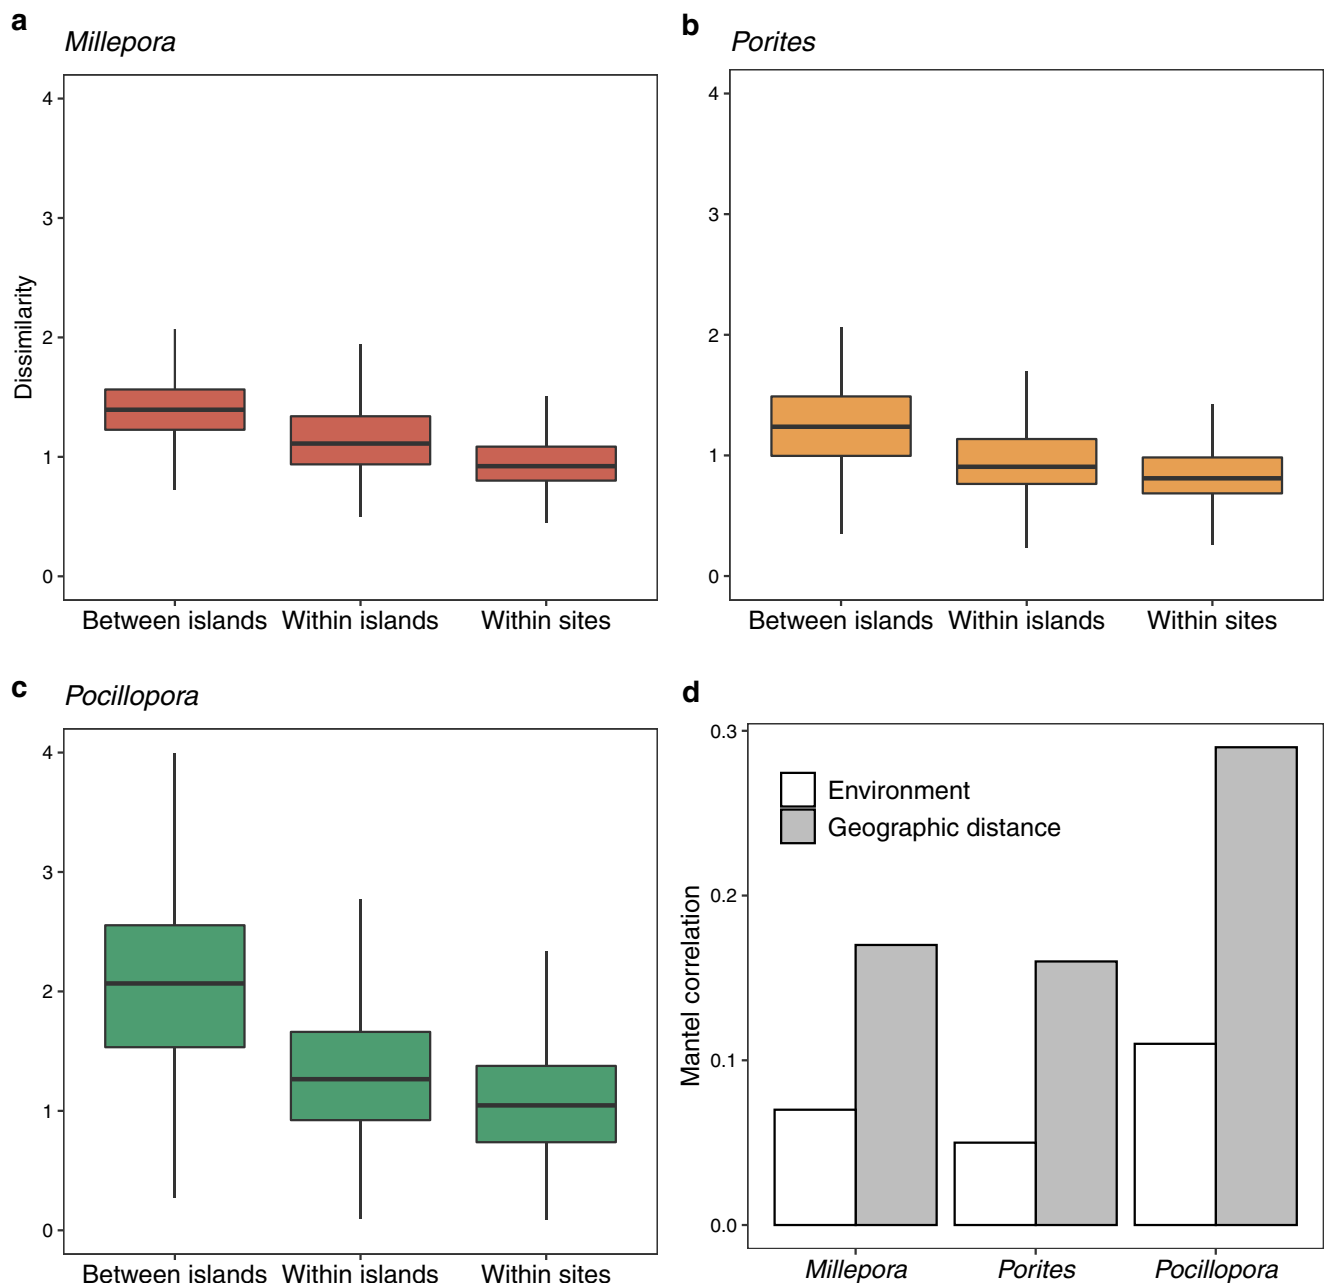 a
Millepora
4
3
2
1
0
Dissimilarity
Between islands Within islands Within sites
b
Porites
4
3
2
1
0
Between islands Within islands Within sites
c
Pocillopora
4
3
2
1
0
Between islands Within islands Within sites
d
0.3
0.2
0.1
0.0
Mantel correlation
Environment
Geographic distance
Millepora Porites Pocillopora